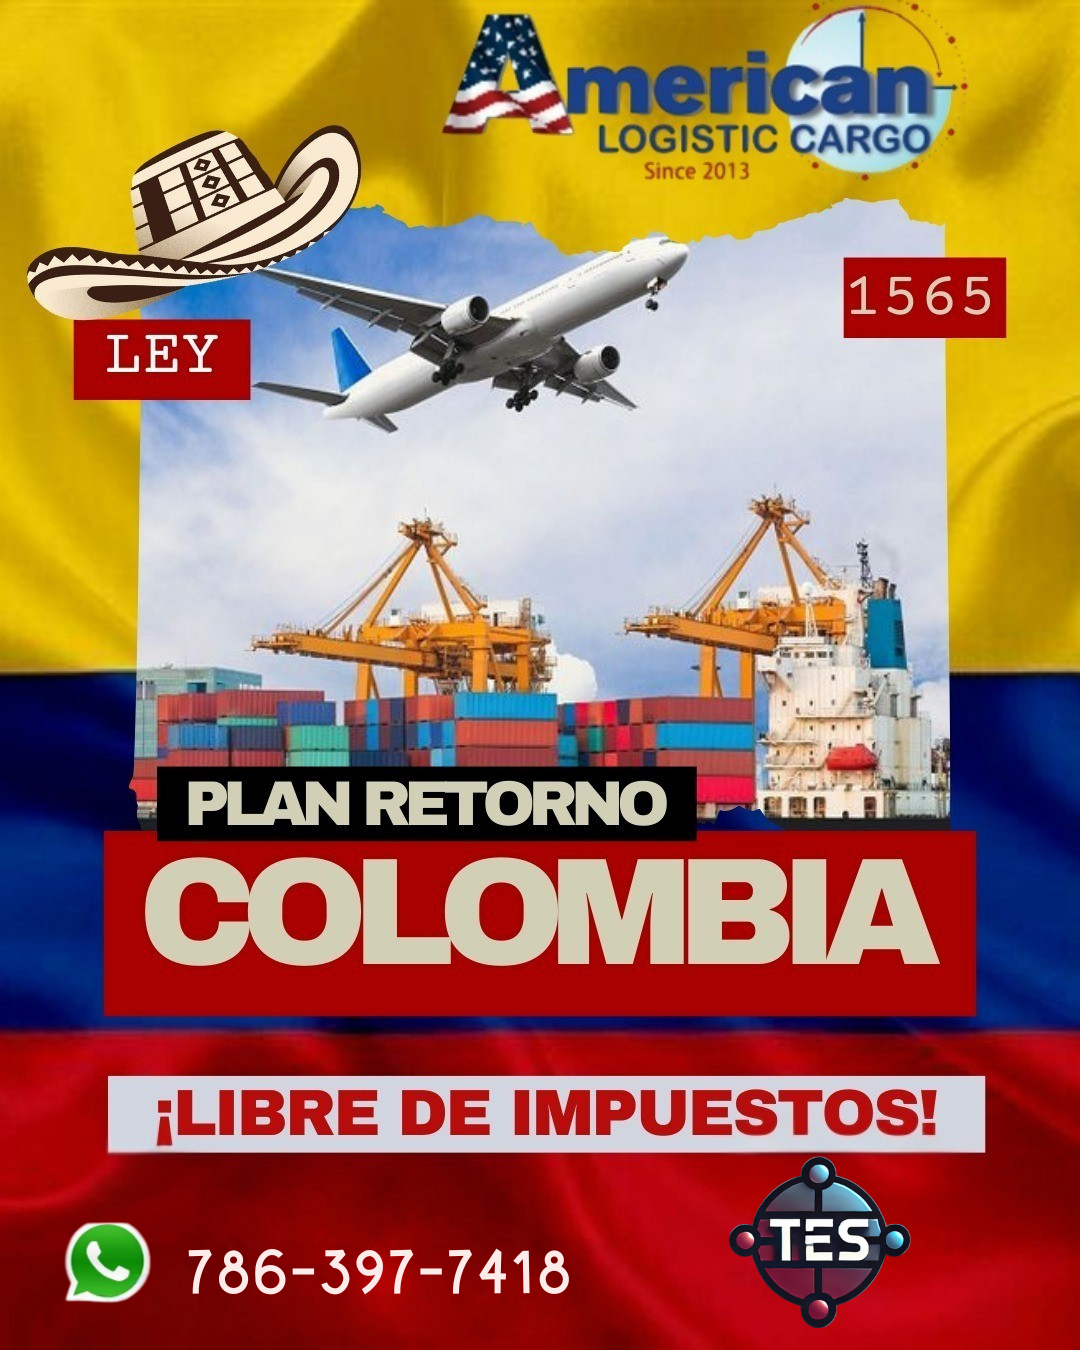 American
LOGISTIC CARGO
Since 2013
LEY
1565
PLAN RETORNO
COLOMBIA
¡LIBRE DE IMPUESTOS!
786-397-7418
TES